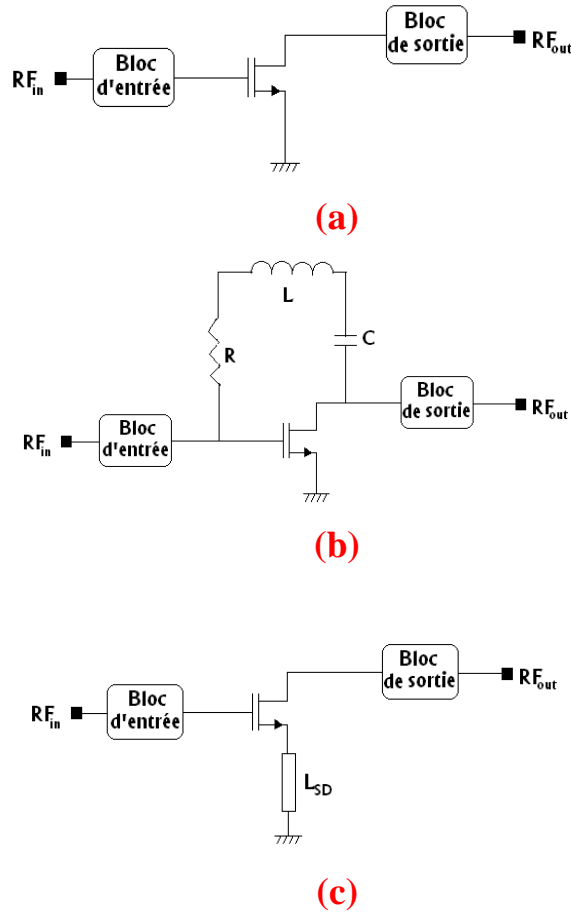 Bloc
de sortie
RFout
Bloc
d'entrée
RFin
(a)
L
R
C
Bloc
de sortie
RFout
Bloc
d'entrée
RFin
(b)
Bloc
de sortie
RFout
Bloc
d'entrée
RFin
LSD
(c)